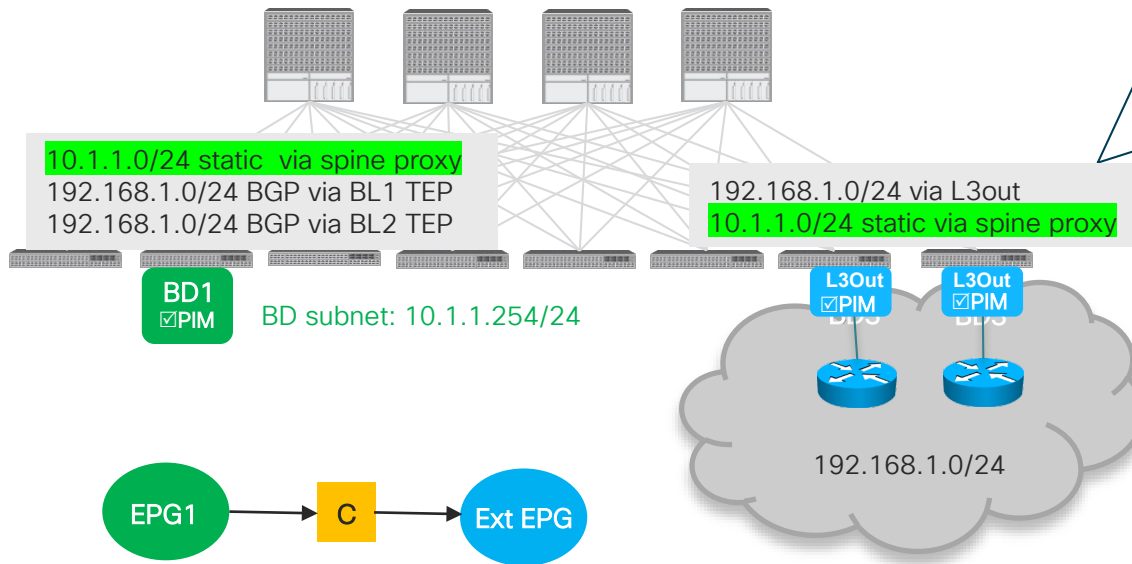 10.1.1.0/24 static  via spine proxy
192.168.1.0/24 BGP via BL1 TEP
192.168.1.0/24 BGP via BL2 TEP
192.168.1.0/24 via L3out
10.1.1.0/24 static via spine proxy
BD1
☑PIM
BD subnet: 10.1.1.254/24
L3Out
☑PIM
L3Out
☑PIM
192.168.1.0/24
EPG1
C
Ext EPG